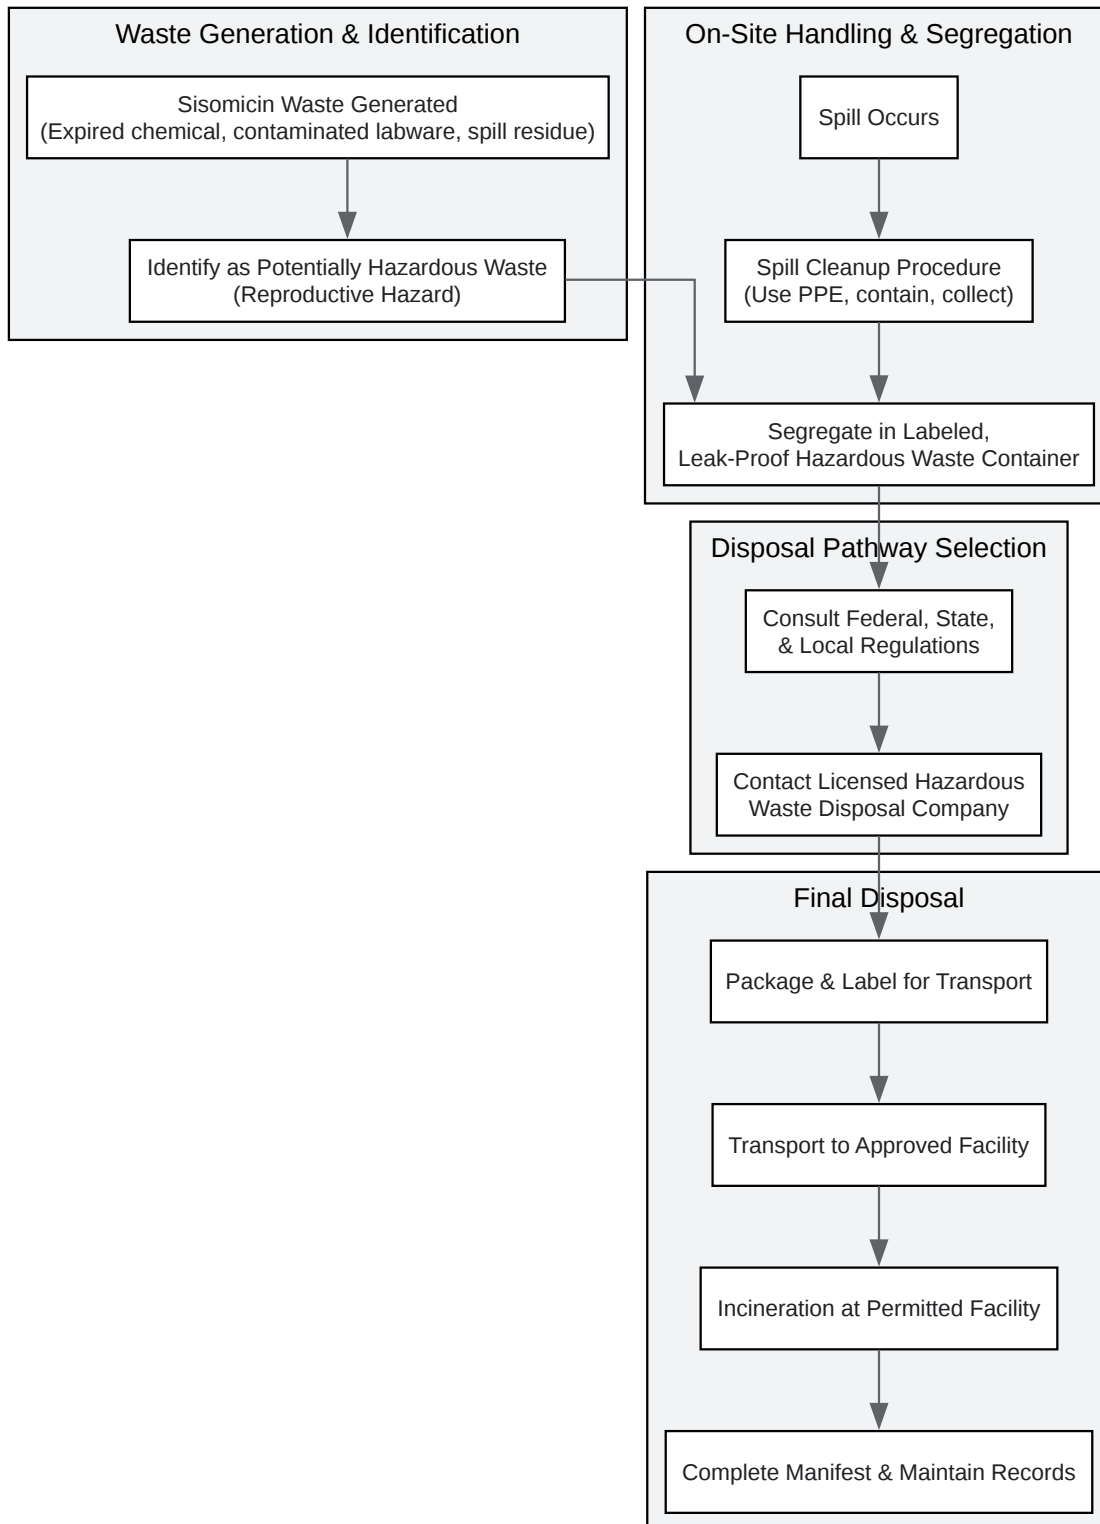 Waste Generation & Identification
Sisomicin Waste Generated
(Expired chemical, contaminated labware, spill residue)
Identify as Potentially Hazardous Waste
(Reproductive Hazard)
On-Site Handling & Segregation
Spill Occurs
Spill Cleanup Procedure
(Use PPE, contain, collect)
Segregate in Labeled,
Leak-Proof Hazardous Waste Container
Disposal Pathway Selection
Consult Federal, State,
& Local Regulations
Contact Licensed Hazardous
Waste Disposal Company
Final Disposal
Package & Label for Transport
Transport to Approved Facility
Incineration at Permitted Facility
Complete Manifest & Maintain Records